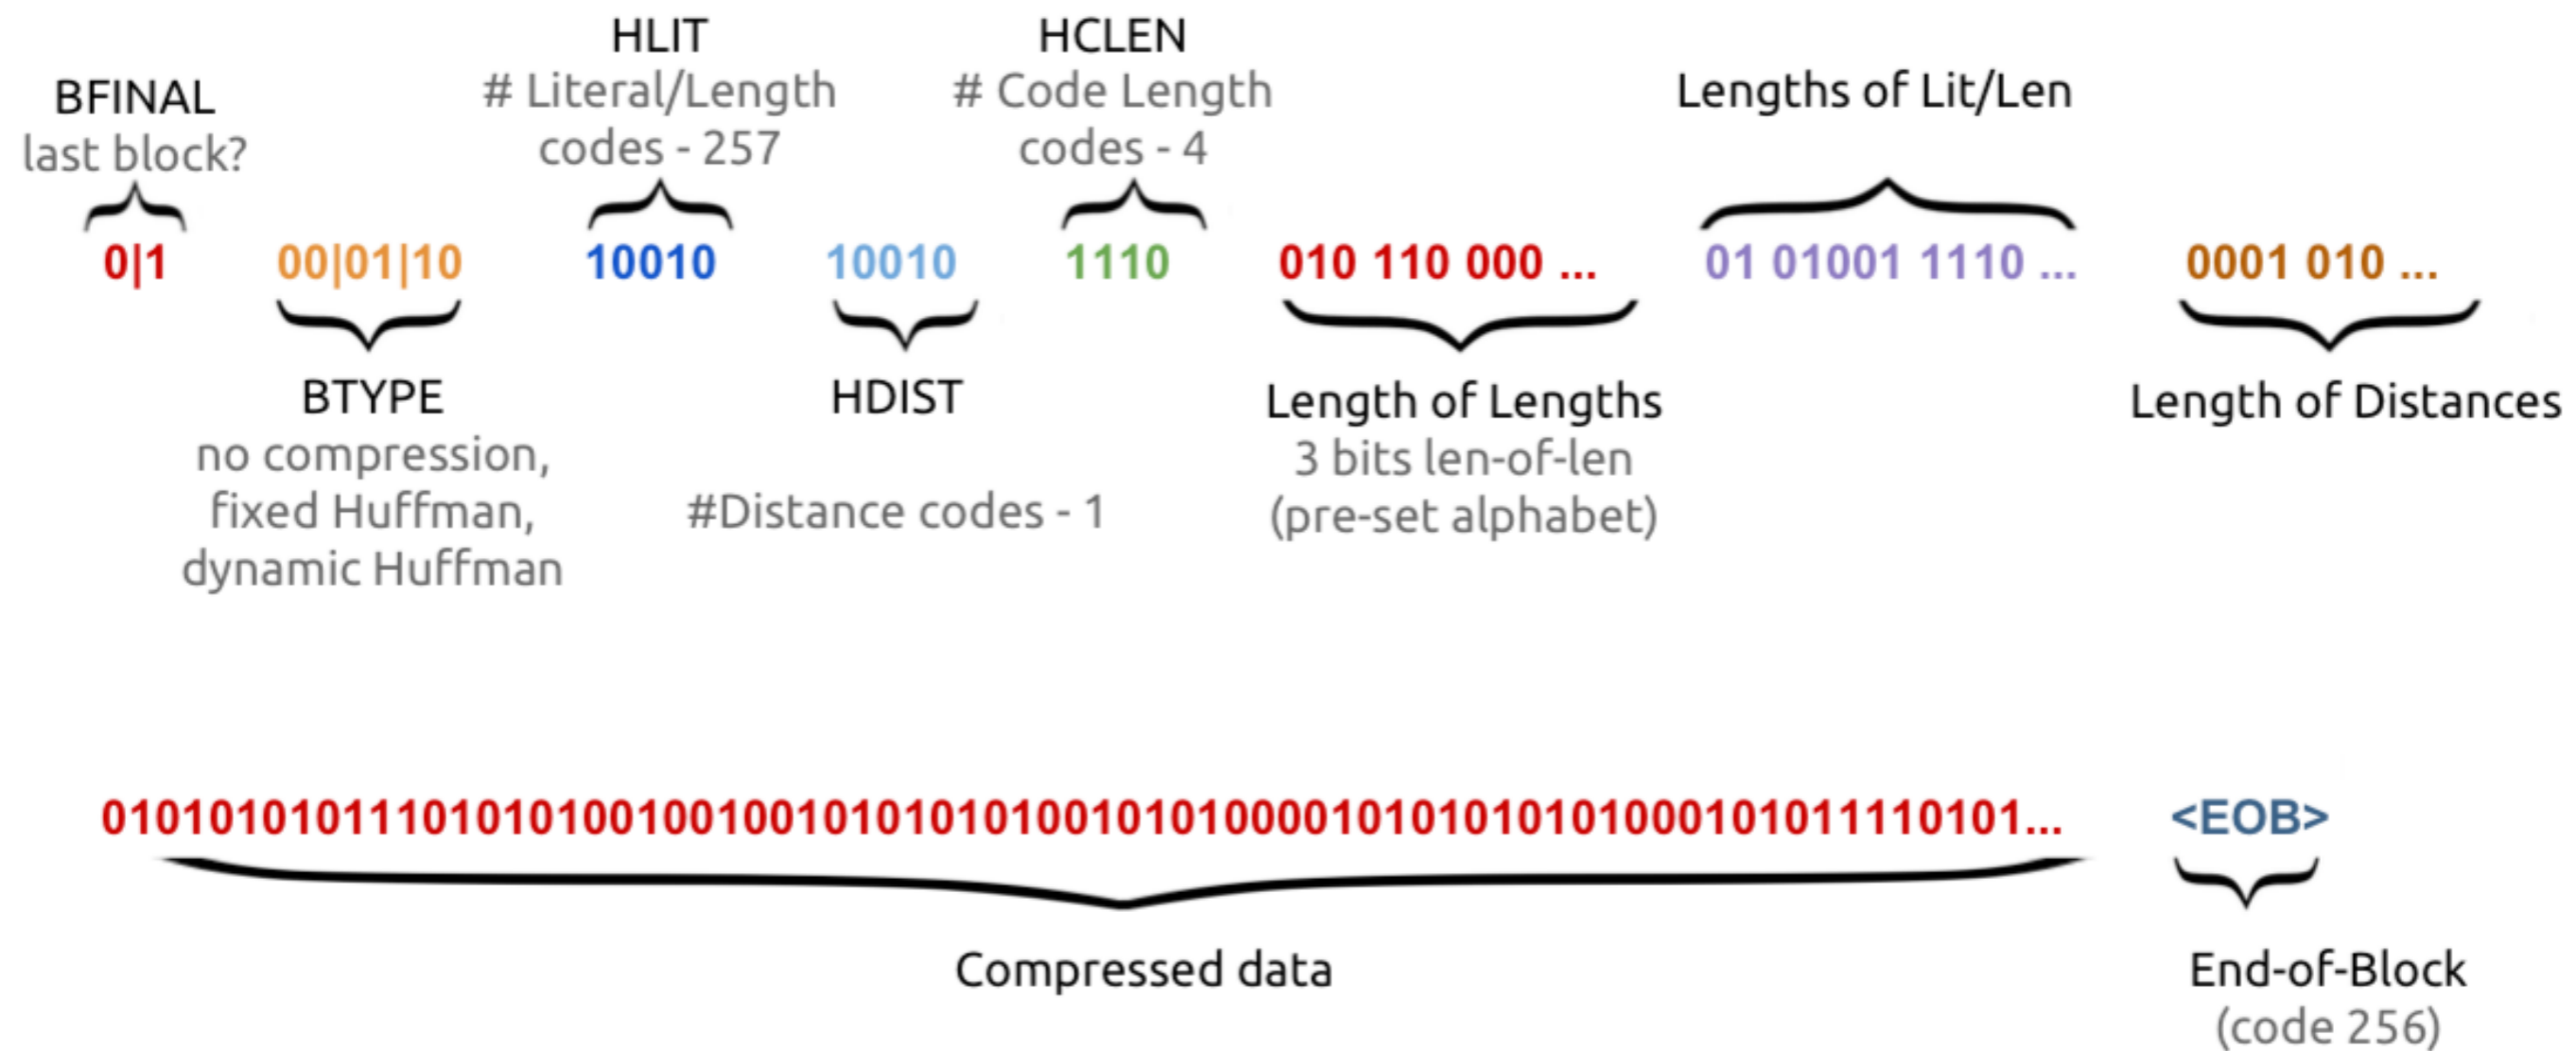 HLIT HCLEN
BFINAL # Literal/Length # Code Length Lengths of Lit/Len
last block? codes - 257 codes - 4
0|1 00|01|10 10010 10010 1110 010 110 000 ... 01 01001 1110 ... 0001 010 ...
BTYPE HDIST Length of Lengths Length of Distances
no compression, 3 bits len-of-len
fixed Huffman, #Distance codes - 1 (pre-set alphabet)
dynamic Huffman
01010101011101010101001001001010101010010101000010101010101000101011110101... <EOB>
Compressed data End-of-Block
(code 256)